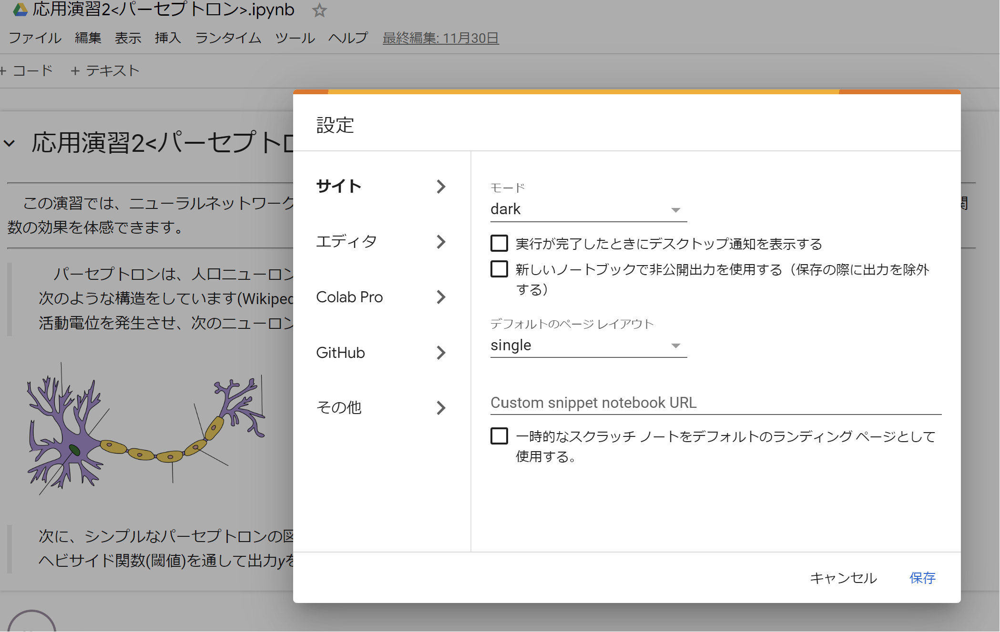 応用演習2<パーセプトロン>.ipynb
ファイル 編集 表示 挿入 ランタイム ツール ヘルプ 最終編集: 11月30日
+ コード + テキスト
応用演習2<パーセプトロ
この演習では、ニューラルネットワーク
関
数の効果を体感できます。
パーセプトロンは、人口ニューロン
次のような構造をしています(Wikiped
活動電位を発生させ、次のニューロン
次に、シンプルなパーセプトロンの図
ヘビサイド関数(閾値)を通して出力yを
設定
サイト
エディタ
Colab Pro
GitHub
その他
モード
dark
実行が完了したときにデスクトップ通知を表示する
新しいノートブックで非公開出力を使用する（保存の際に出力を除外
する）
デフォルトのページ レイアウト
single
Custom snippet notebook URL
一時的なスクラッチ ノートをデフォルトのランディング ページとして
使用する。
キャンセル 保存